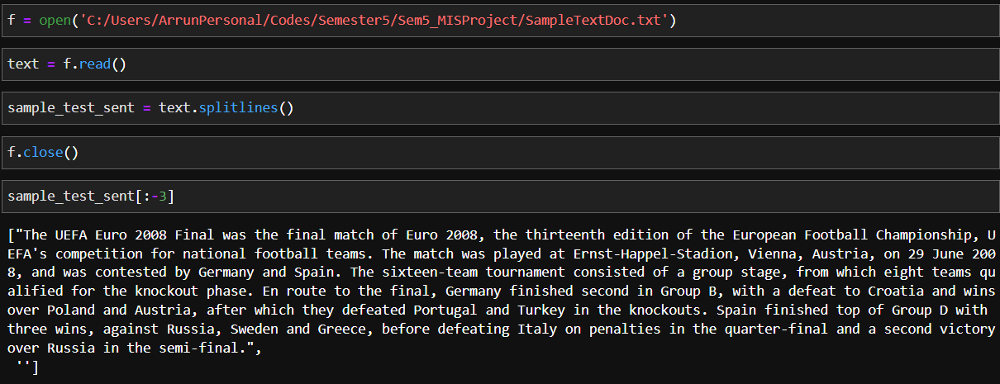 f = open('C:/Users/ArrunPersonal/Codes/Semester5/Sem5_MISProject/SampleTextDoc.txt')
text = f.read()
sample_test_sent = text.splitlines()
f.close()
sample_test_sent[:-3]
["The UEFA Euro 2008 Final was the final match of Euro 2008, the thirteenth edition of the European Football Championship, U
EFA's competition for national football teams. The match was played at Ernst-Happel-Stadion, Vienna, Austria, on 29 June 200
8, and was contested by Germany and Spain. The sixteen-team tournament consisted of a group stage, from which eight teams qu
alified for the knockout phase. En route to the final, Germany finished second in Group B, with a defeat to Croatia and wins
over Poland and Austria, after which they defeated Portugal and Turkey in the knockouts. Spain finished top of Group D with
three wins, against Russia, Sweden and Greece, before defeating Italy on penalties in the quarter-final and a second victory
over Russia in the semi-final.",
 '']